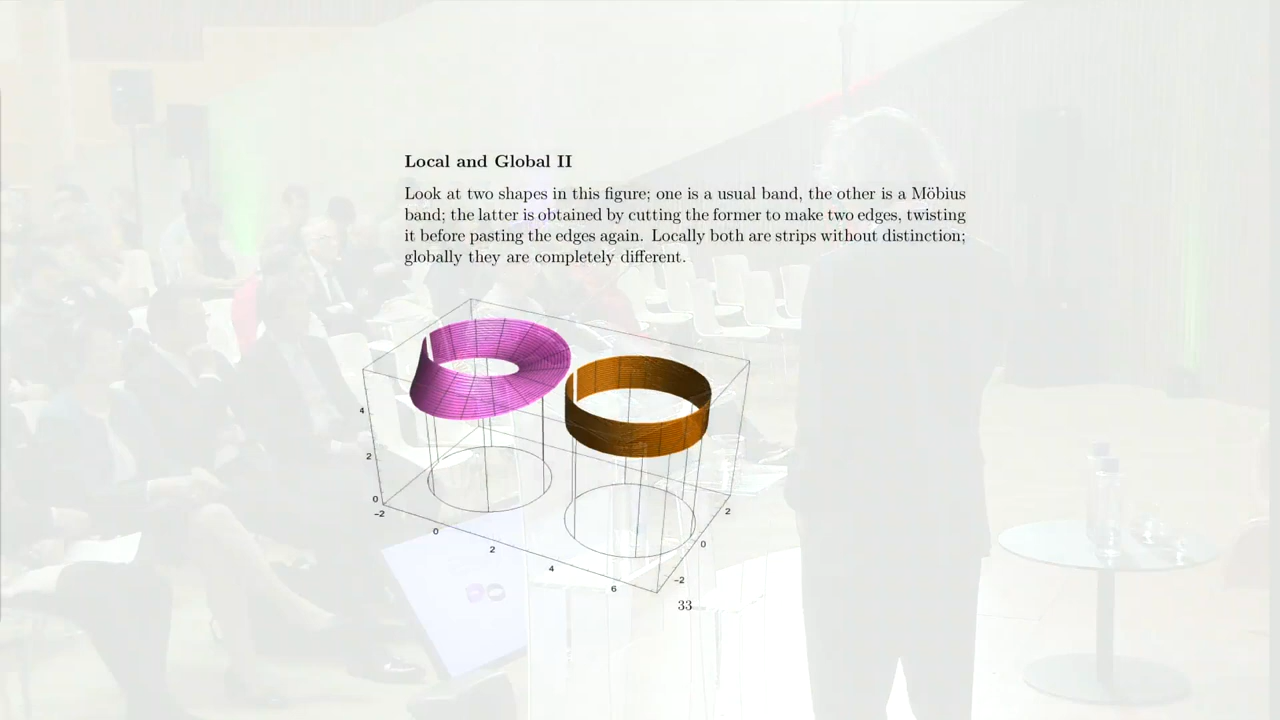 Local and Global II
Look at two shapes in this figure; one is a usual band, the other is a Möbius
band; the latter is obtained by cutting the former to make two edges, twisting
it before pasting the edges again. Locally both are strips without distinction;
globally they are completely different.
4
2
0
-2
0
2
4
6
2
0
-2
33